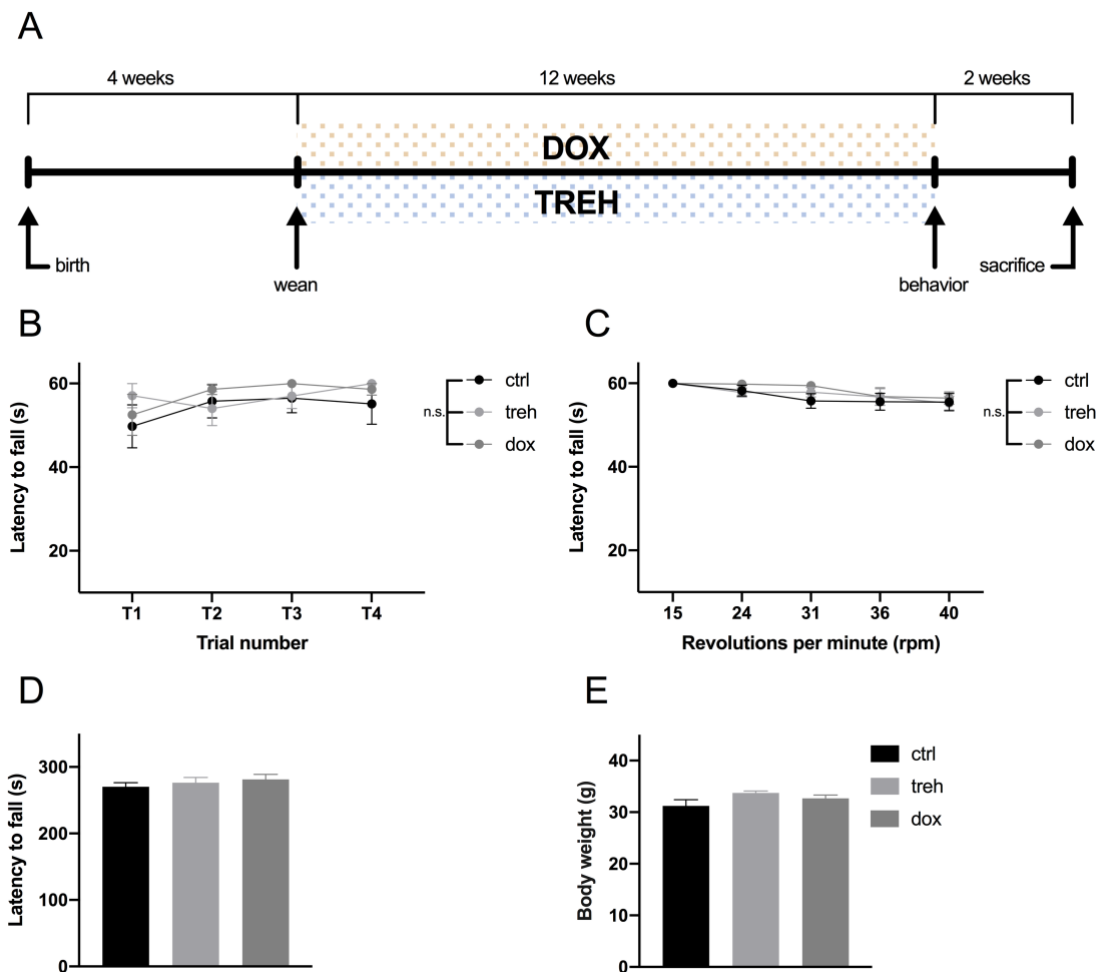 A
4 weeks 12 weeks 2 weeks
DOX
TREH
birth
wean
behavior
sacrifice
B
Latency to fall (s)
60
40
20
T1 T2 T3 T4
Trial number
n.s.
ctrl
treh
dox
C
Latency to fall (s)
60
40
20
15 24 31 36 40
Revolutions per minute (rpm)
n.s.
ctrl
treh
dox
D
Latency to fall (s)
300
200
100
0
E
Body weight (g)
40
30
20
10
0
ctrl
treh
dox